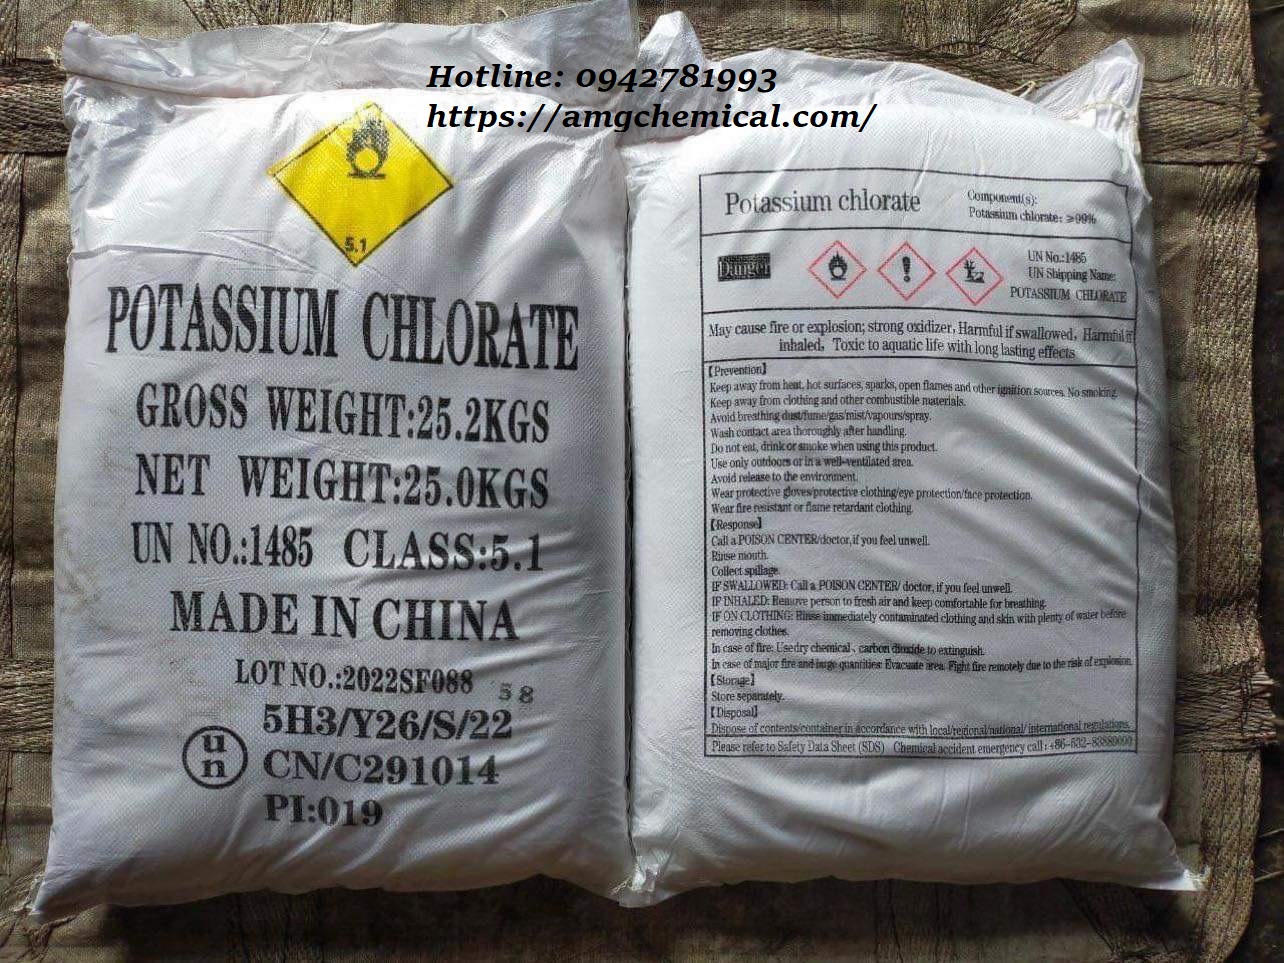 Hotline: 0942781993
https://amgchemical.com/
5.1
POTASSIUM CHLORATE
GROSS WEIGHT:25.2KGS
NET WEIGHT:25.0KGS
UN NO.:1485 CLASS:5.1
MADE IN CHINA
LOT NO.:2022SF088 58
un
5H3/Y26/S/22
CN/C291014
PI:019
Potassium chlorate
Component(s):
Potassium chlorate: ≥99%
Danger
UN No.:1485
UN Shipping Name:
POTASSIUM CHLORATE
May cause fire or explosion; strong oxidizer, Harmful if swallowed, Harmful if
inhaled, Toxic to aquatic life with long lasting effects
【Prevention】
Keep away from heat, hot surfaces, sparks, open flames and other ignition sources. No smoking.
Keep away from clothing and other combustible materials.
Avoid breathing dust/fume/gas/mist/vapours/spray.
Wash contact area thoroughly after handling.
Do not eat, drink or smoke when using this product.
Use only outdoors or in a well-ventilated area.
Avoid release to the environment.
Wear protective gloves/protective clothing/eye protection/face protection.
Wear fire resistant or flame retardant clothing.
【Response】
Call a POISON CENTER/doctor, if you feel unwell.
Rinse mouth.
Collect spillage.
IF SWALLOWED: Call a POISON CENTER/ doctor, if you feel unwell.
IF INHALED: Remove person to fresh air and keep comfortable for breathing.
IF ON CLOTHING: Rinse immediately contaminated clothing and skin with plenty of water before
removing clothes.
In case of fire: Use dry chemical、carbon dioxide to extinguish.
In case of major fire and large quantities: Evacuate area. Fight fire remotely due to the risk of explosion.
【Storage】
Store separately.
【Disposal】
Dispose of contents/container in accordance with local/regional/national/ international regulations.
Please refer to Safety Data Sheet (SDS) Chemical accident emergency call: